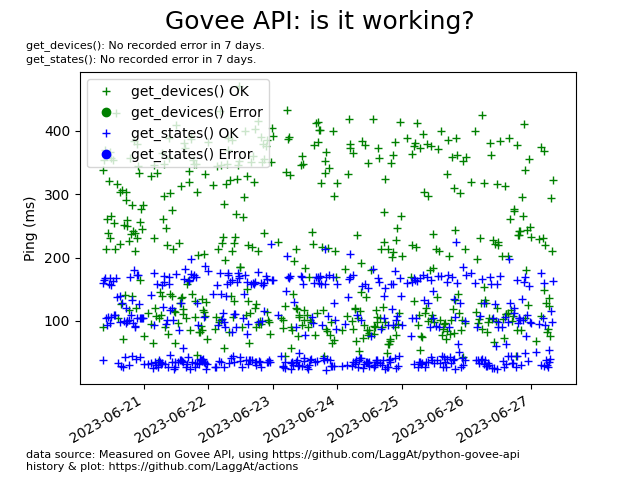 Govee API: is it working?
get_devices(): No recorded error in 7 days.
get_states(): No recorded error in 7 days.
get_devices() OK
get_devices() Error
get_states() OK
get_states() Error
400
300
200
100
Ping (ms)
2023-06-21
2023-06-22
2023-06-23
2023-06-24
2023-06-25
2023-06-26
2023-06-27
data source: Measured on Govee API, using https://github.com/LaggAt/python-govee-api
history & plot: https://github.com/LaggAt/actions